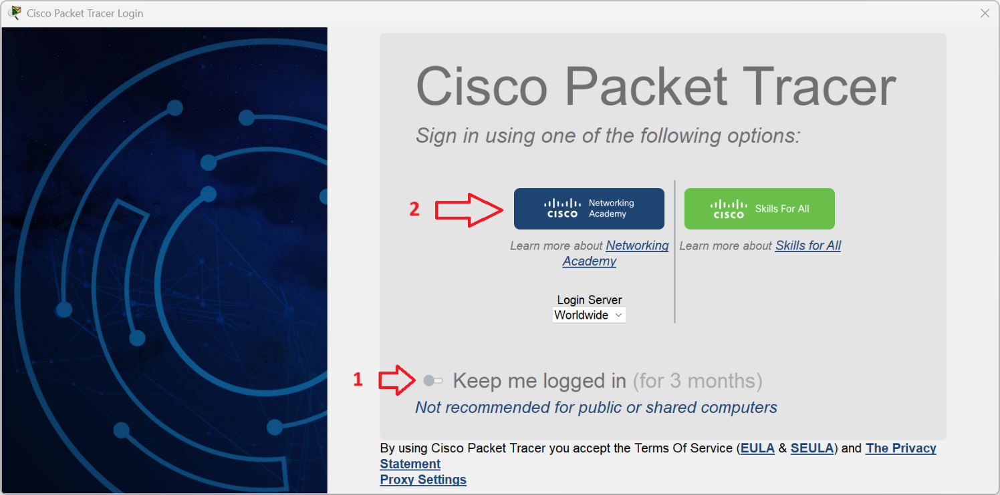 Cisco Packet Tracer Login
Cisco Packet Tracer
Sign in using one of the following options:
2
CISCO
Networking
Academy
CISCO
Skills For All
Learn more about Networking
Academy
Learn more about Skills for All
Login Server
Worldwide
1
Keep me logged in (for 3 months)
Not recommended for public or shared computers
By using Cisco Packet Tracer you accept the Terms Of Service (EULA & SEULA) and The Privacy
Statement
Proxy Settings